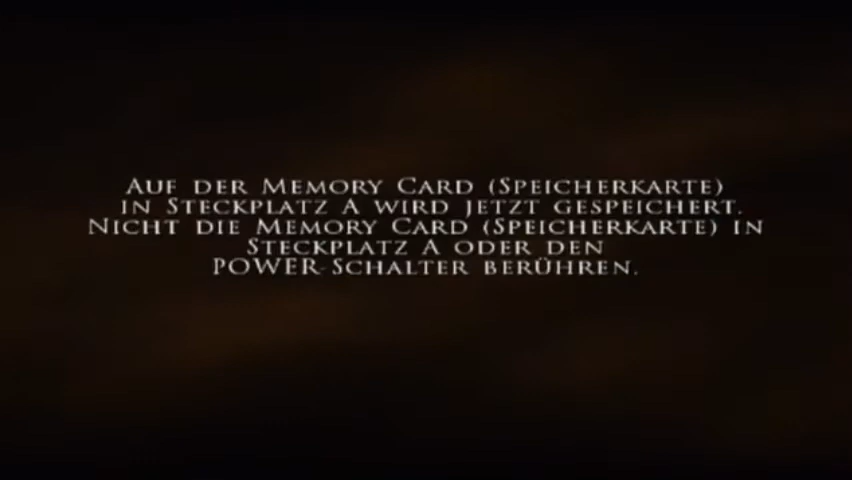 Auf der Memory Card (Speicherkarte)
in Steckplatz A wird jetzt gespeichert.
Nicht die Memory Card (Speicherkarte) in
Steckplatz A oder den
POWER-Schalter berühren.